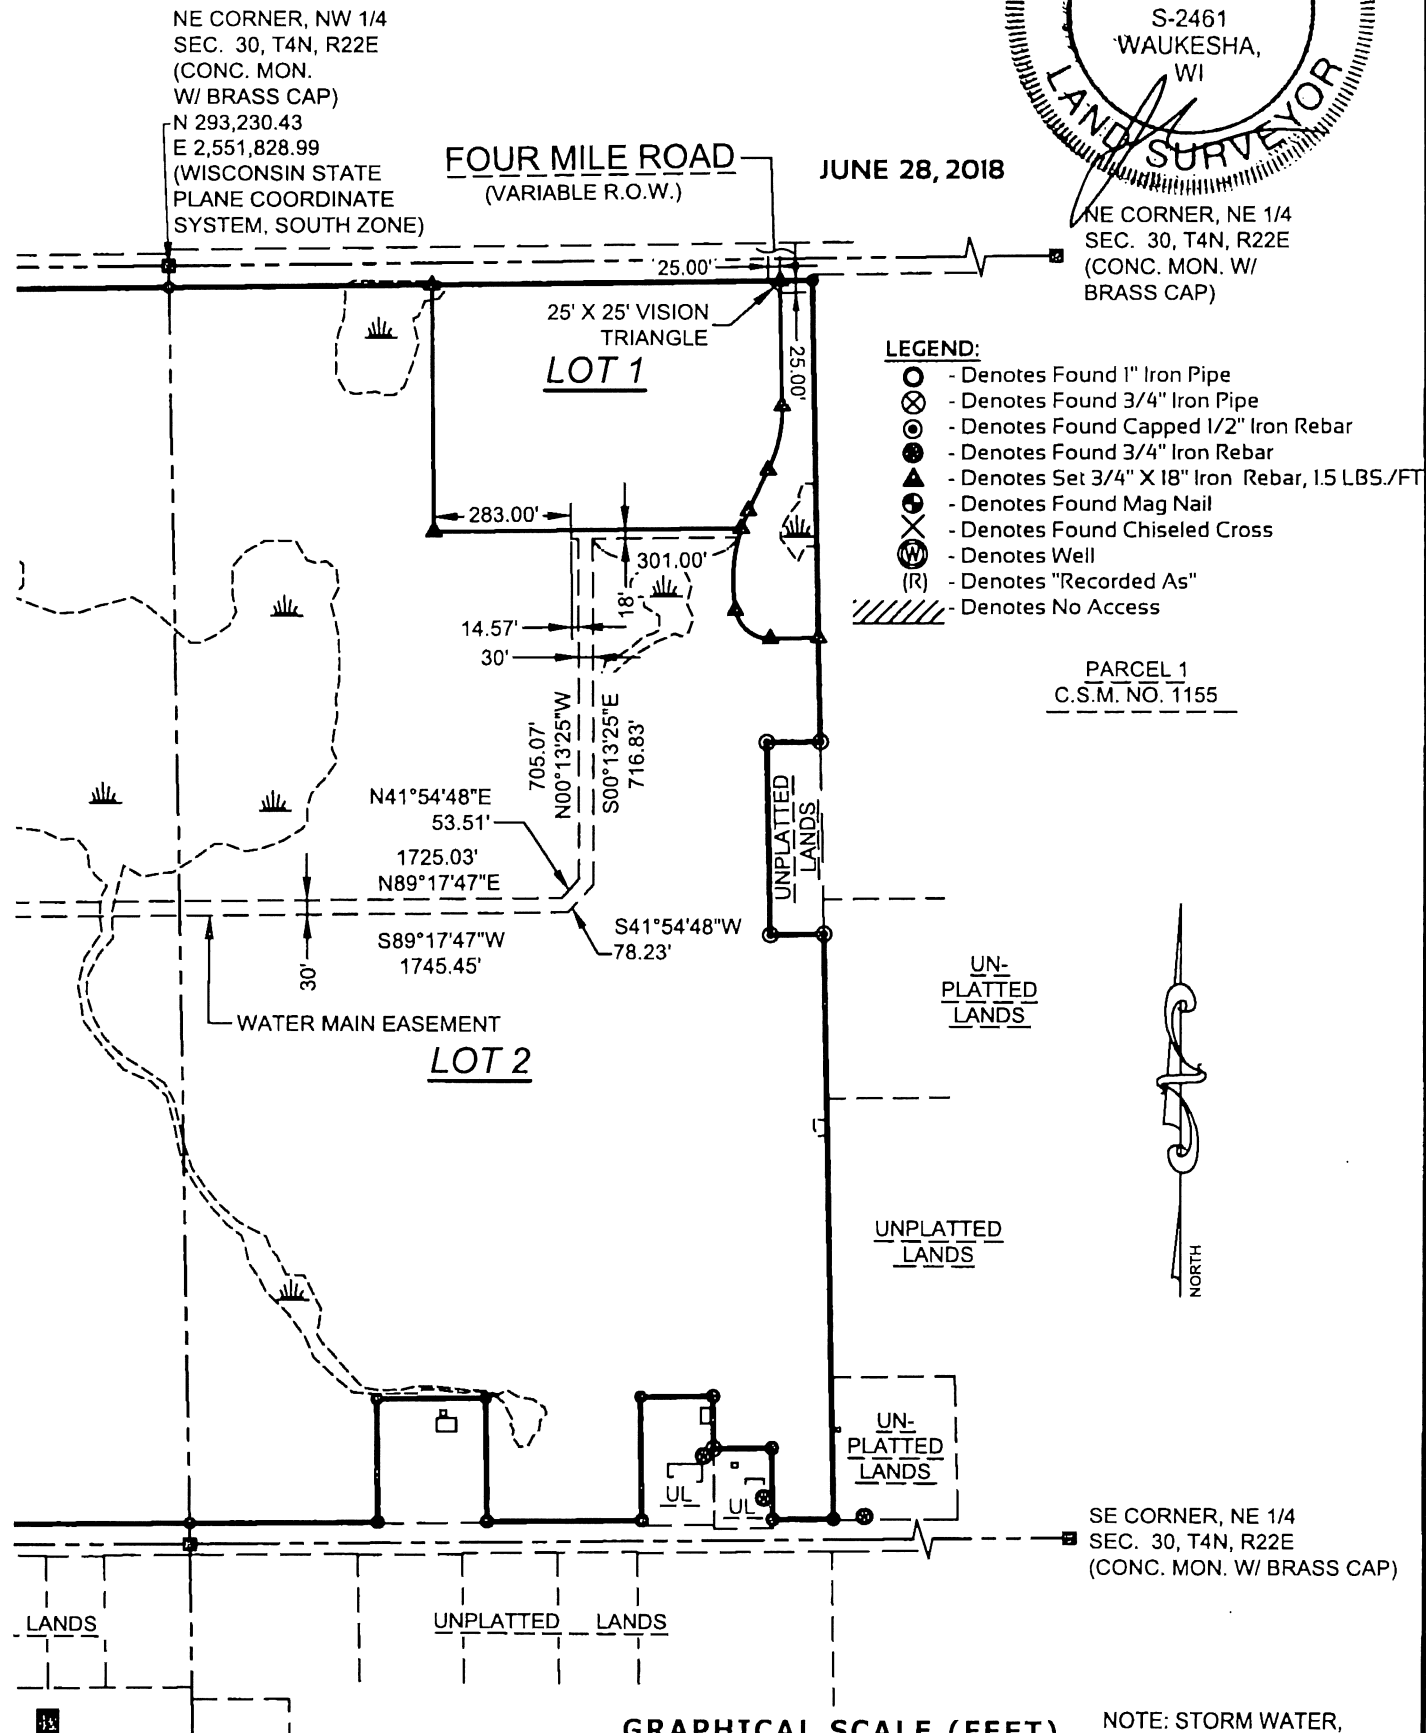 NE CORNER, NW 1/4
SEC. 30, T4N, R22E
(CONC. MON.
W/ BRASS CAP)
N 293,230.43
E 2,551,828.99
(WISCONSIN STATE
PLANE COORDINATE
SYSTEM, SOUTH ZONE)
FOUR MILE ROAD
(VARIABLE R.O.W.)
JUNE 28, 2018
S-2461
WAUKESHA,
WI
LAND SURVEYOR
NE CORNER, NE 1/4
SEC. 30, T4N, R22E
(CONC. MON. W/
BRASS CAP)
25.00'
25' X 25' VISION
TRIANGLE
25.00'
LOT 1
LEGEND:
- Denotes Found 1" Iron Pipe
- Denotes Found 3/4" Iron Pipe
- Denotes Found Capped 1/2" Iron Rebar
- Denotes Found 3/4" Iron Rebar
- Denotes Set 3/4" X 18" Iron Rebar, 1.5 LBS./FT
- Denotes Found Mag Nail
- Denotes Found Chiseled Cross
W - Denotes Well
(R) - Denotes "Recorded As"
- Denotes No Access
283.00'
301.00'
18'
14.57'
30'
PARCEL 1
C.S.M. NO. 1155
705.07'
N00°13'25"W
S00°13'25"E
716.83'
UNPLATTED
LANDS
N41°54'48"E
53.51'
1725.03'
N89°17'47"E
S89°17'47"W
1745.45'
30'
S41°54'48"W
78.23'
WATER MAIN EASEMENT
LOT 2
UN-
PLATTED
LANDS
UNPLATTED
LANDS
NORTH
UN-
PLATTED
LANDS
UL
UL
SE CORNER, NE 1/4
SEC. 30, T4N, R22E
(CONC. MON. W/ BRASS CAP)
LANDS
UNPLATTED LANDS
GRAPHICAL SCALE (FEET)
NOTE: STORM WATER,